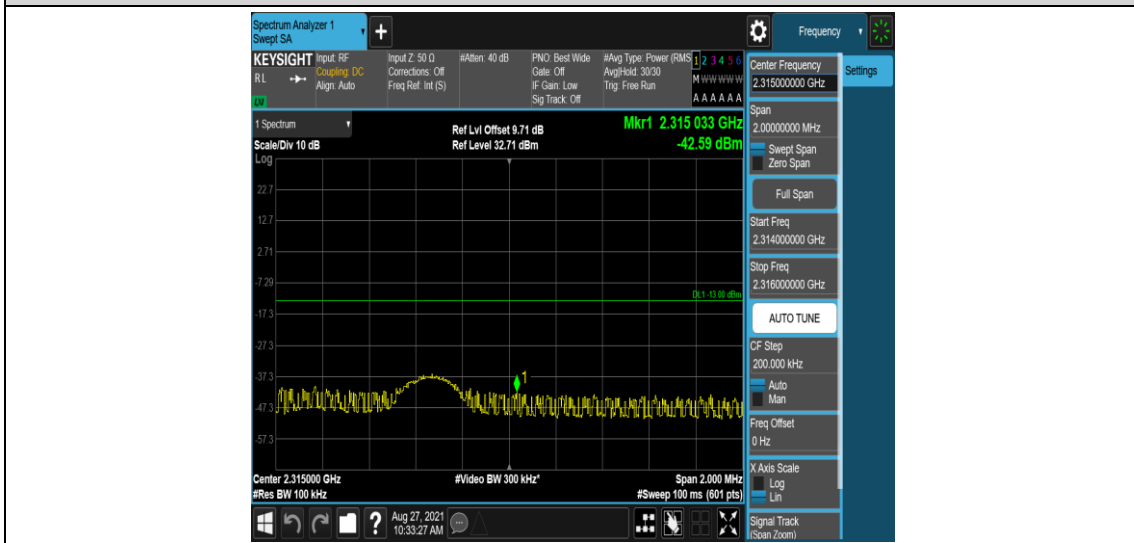 Spectrum Analyzer 1
Swept SA
+
Frequency
KEYSIGHT
RL
LXI
Input: RF
Coupling: DC
Align: Auto
Input Z: 50 Ω
Corrections: Off
Freq Ref: Int (S)
#Atten: 40 dB
PNO: Best Wide
Gate: Off
IF Gain: Low
Sig Track: Off
#Avg Type: Power (RMS
Avg|Hold: 30/30
Trig: Free Run
1 2 3 4 5 6
M W W W W W
A A A A A A
1 Spectrum
Scale/Div 10 dB
Ref Lvl Offset 9.71 dB
Ref Level 32.71 dBm
Mkr1 2.315 033 GHz
-42.59 dBm
Log
22.7
12.7
2.71
-7.29
DL1 -13.00 dBm
-17.3
-27.3
-37.3
1
-47.3
-57.3
Center 2.315000 GHz
#Res BW 100 kHz
#Video BW 300 kHz*
Span 2.000 MHz
#Sweep 100 ms (601 pts)
Center Frequency
2.315000000 GHz
Settings
Span
2.00000000 MHz
Swept Span
Zero Span
Full Span
Start Freq
2.314000000 GHz
Stop Freq
2.316000000 GHz
AUTO TUNE
CF Step
200.000 kHz
Auto
Man
Freq Offset
0 Hz
X Axis Scale
Log
Lin
Signal Track
(Span Zoom)
?
Aug 27, 2021
10:33:27 AM